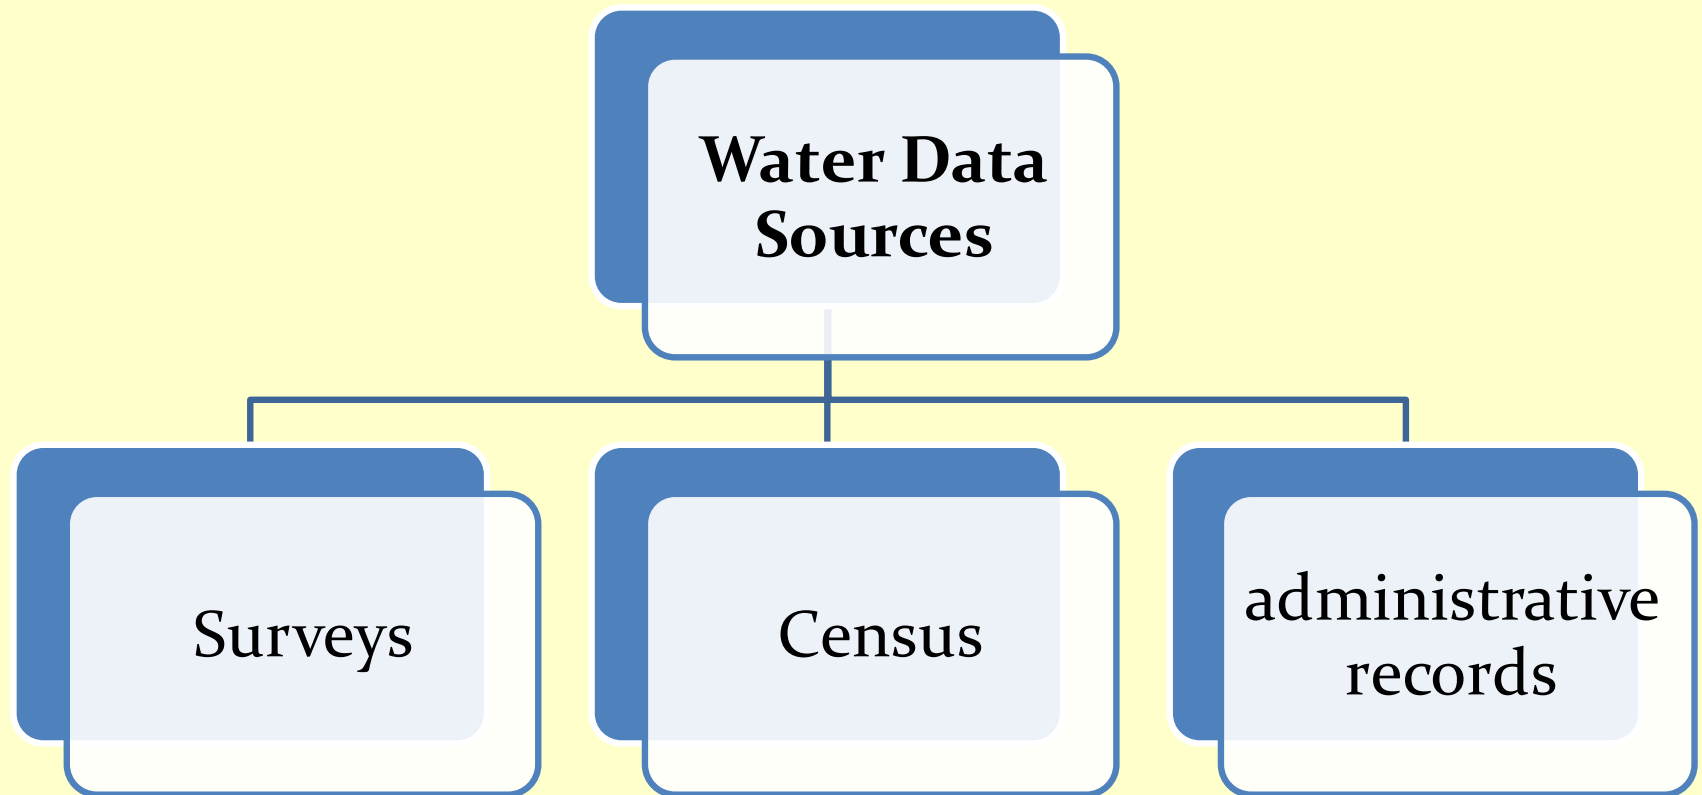 Water Data
Sources
Surveys
Census
administrative
records